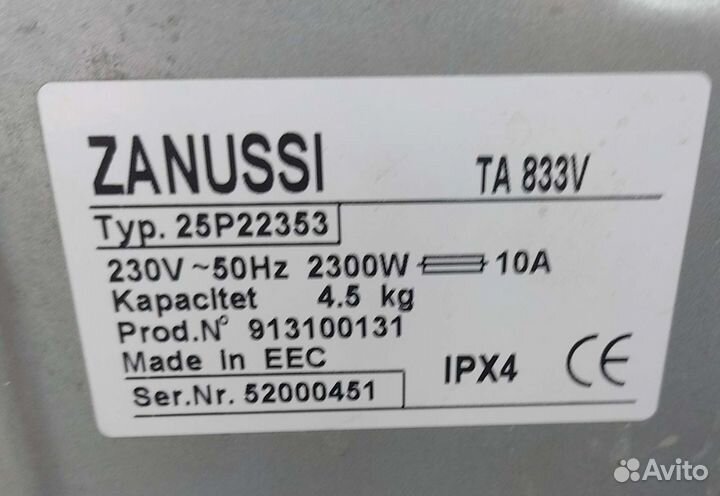 ZANUSSI TA 833V
Typ. 25P22353
230V ~50Hz 2300W 10A
Kapacitet 4.5 kg
Prod.N° 913100131
Made in EEC
IPX4 CE
Ser.Nr. 52000451
Avito